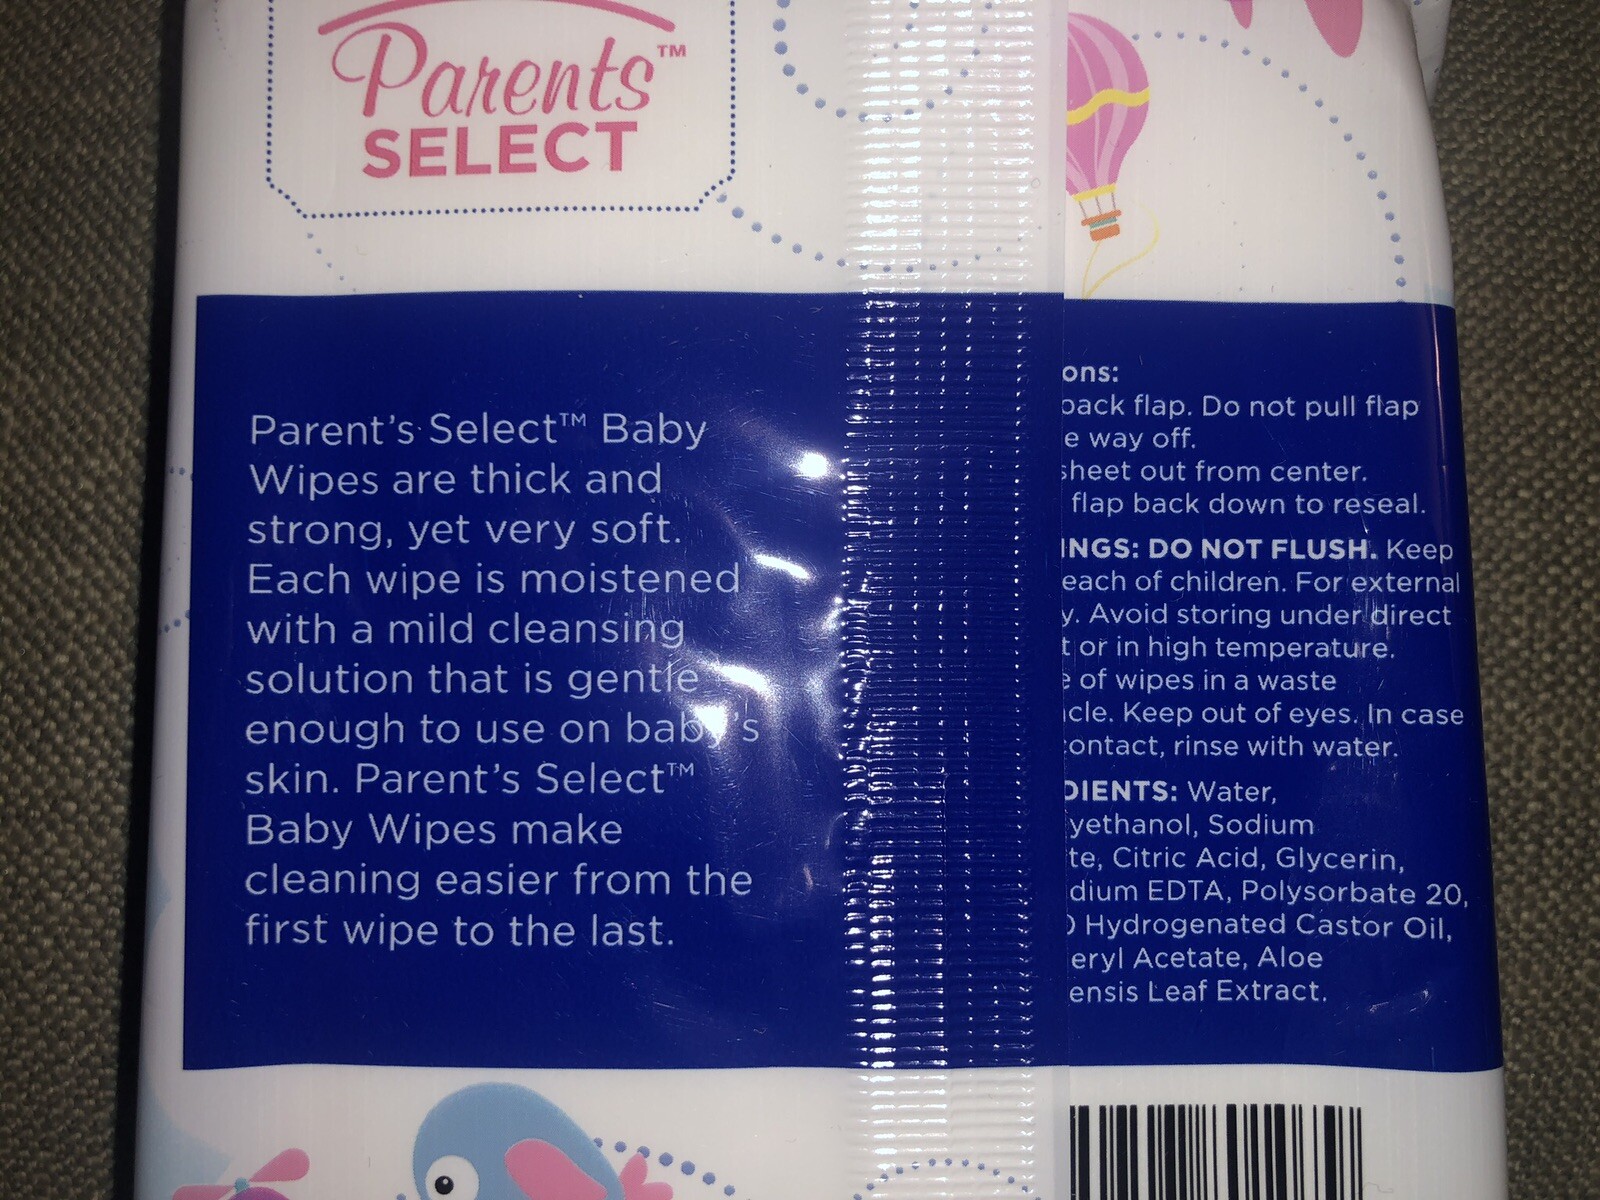 Parents™
SELECT
Parent's Select™ Baby
Wipes are thick and
strong, yet very soft.
Each wipe is moistened
with a mild cleansing
solution that is gentle
enough to use on baby's
skin. Parent's Select™
Baby Wipes make
cleaning easier from the
first wipe to the last.
ons:
back flap. Do not pull flap
e way off.
sheet out from center.
flap back down to reseal.
INGS: DO NOT FLUSH. Keep
each of children. For external
y. Avoid storing under direct
t or in high temperature.
e of wipes in a waste
cle. Keep out of eyes. In case
contact, rinse with water.
DIENTS: Water,
yethanol, Sodium
te, Citric Acid, Glycerin,
dium EDTA, Polysorbate 20,
Hydrogenated Castor Oil,
eryl Acetate, Aloe
ensis Leaf Extract.